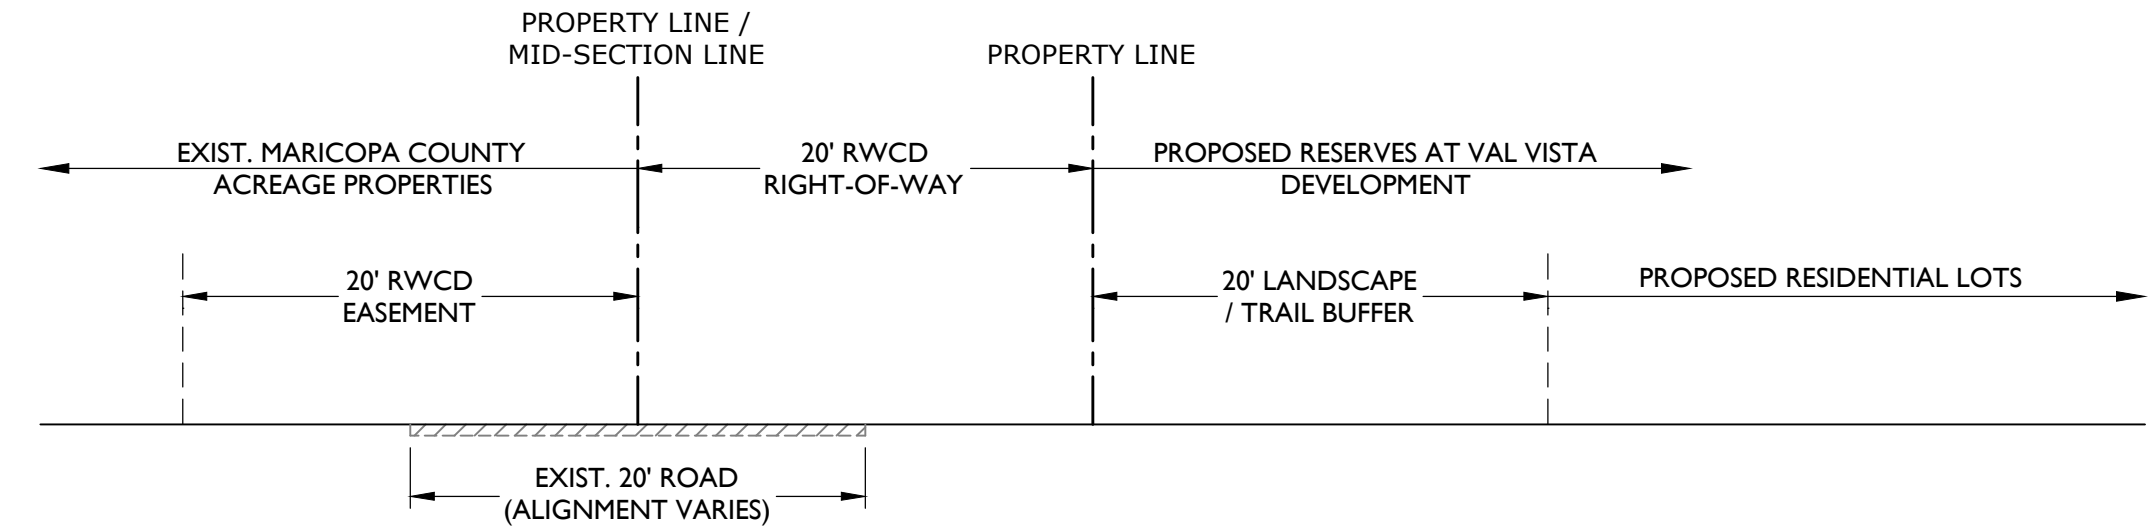 PROPERTY LINE /
MID-SECTION LINE
PROPERTY LINE
EXIST. MARICOPA COUNTY
ACREAGE PROPERTIES
20' RWCD
RIGHT-OF-WAY
PROPOSED RESERVES AT VAL VISTA
DEVELOPMENT
20' RWCD
EASEMENT
20' LANDSCAPE
/ TRAIL BUFFER
PROPOSED RESIDENTIAL LOTS
EXIST. 20' ROAD
(ALIGNMENT VARIES)